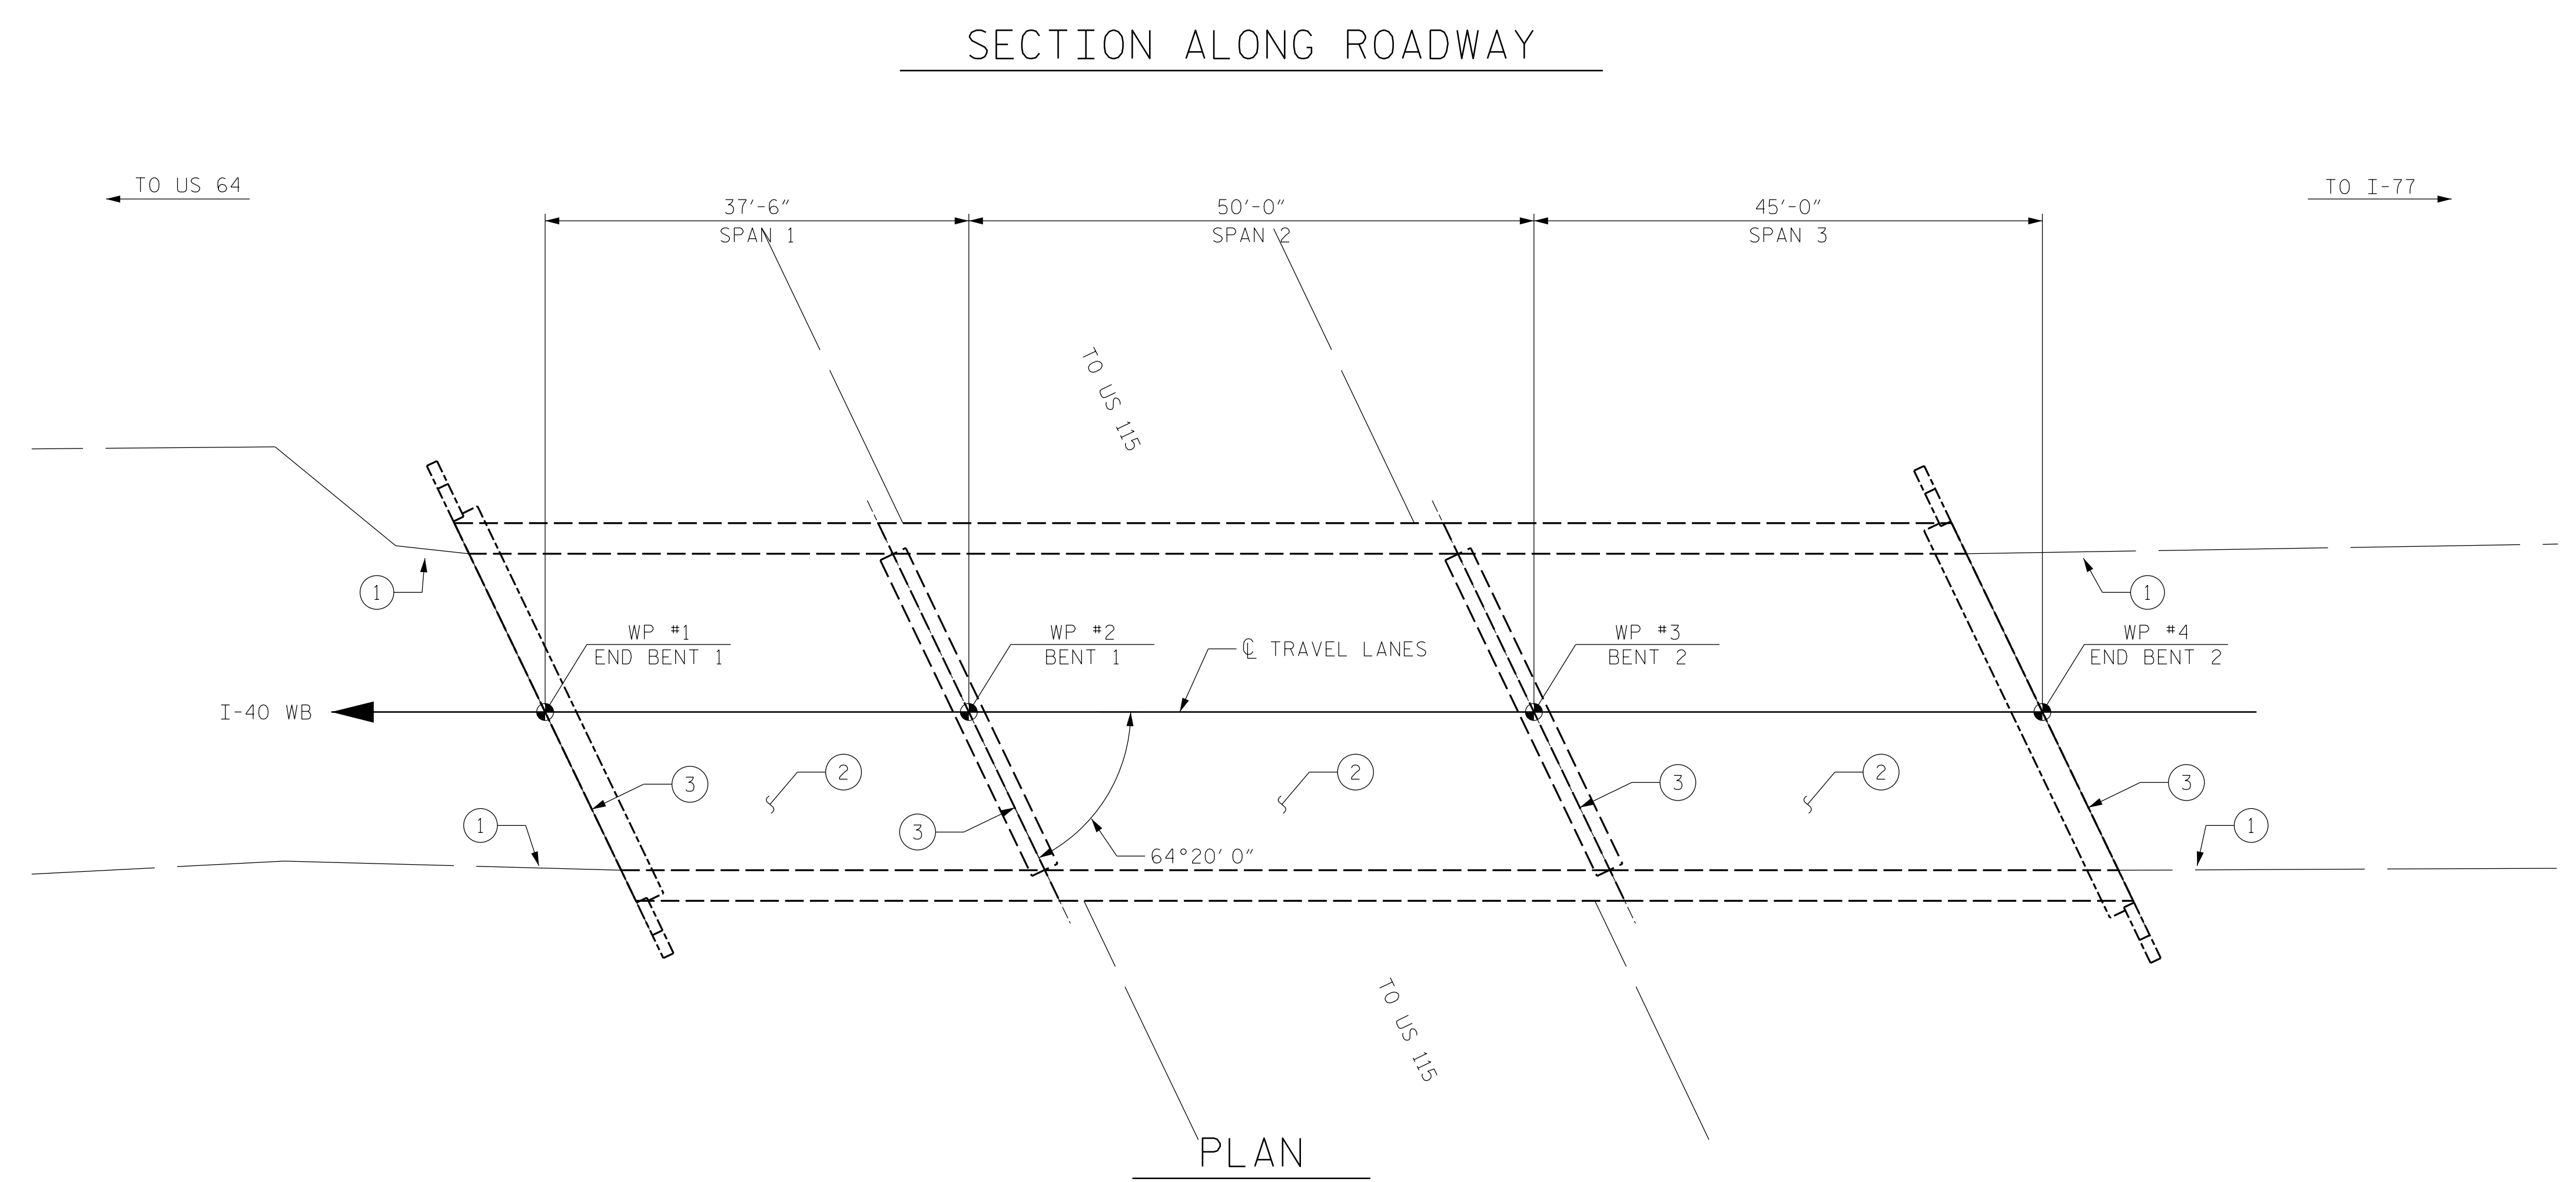 SECTION ALONG ROADWAY
TO US 64
TO I-77
37'-6"
SPAN 1
50'-0"
SPAN 2
45'-0"
SPAN 3
TO US 115
1
1
WP #1
END BENT 1
WP #2
BENT 1
℄ TRAVEL LANES
WP #3
BENT 2
WP #4
END BENT 2
I-40 WB
3
2
2
3
2
3
1
3
64°20'0"
1
TO US 115
PLAN